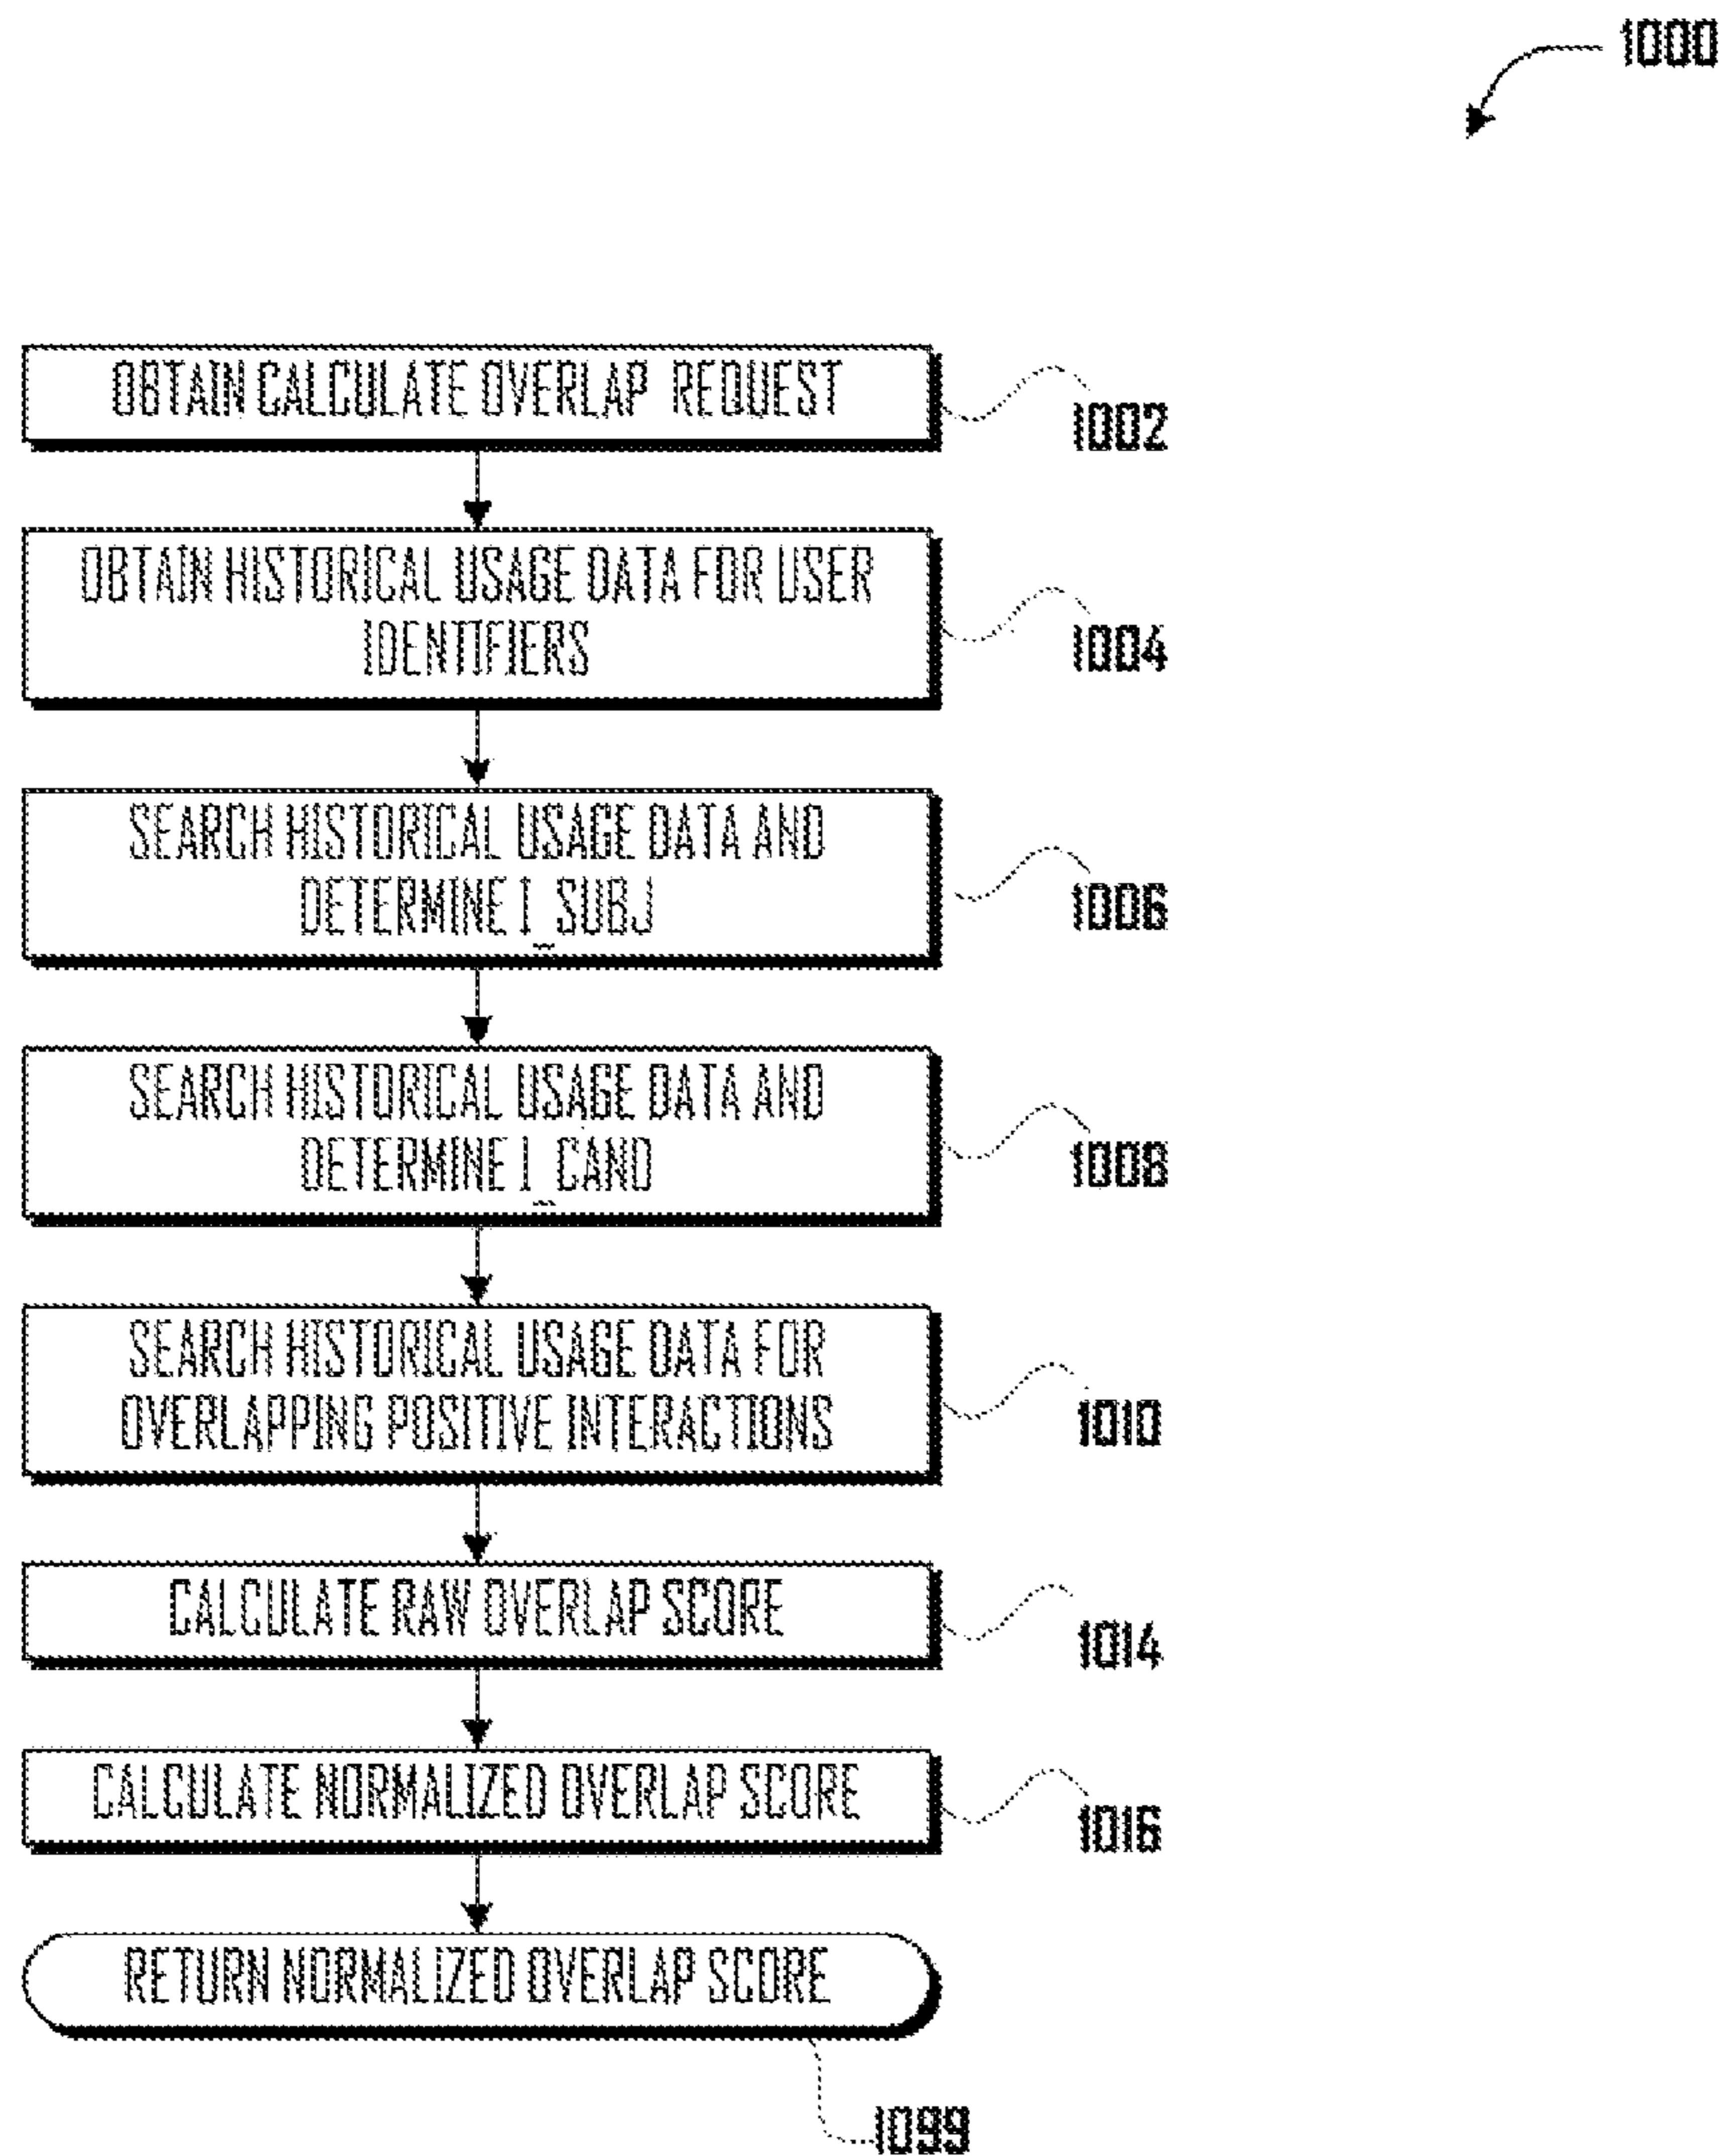 1000
OBTAIN CALCULATE OVERLAP REQUEST
1002
OBTAIN HISTORICAL USAGE DATA FOR USER
IDENTIFIERS
1004
SEARCH HISTORICAL USAGE DATA AND
DETERMINE I_SUBJ
1006
SEARCH HISTORICAL USAGE DATA AND
DETERMINE I_CAND
1008
SEARCH HISTORICAL USAGE DATA FOR
OVERLAPPING POSITIVE INTERACTIONS
1010
CALCULATE RAW OVERLAP SCORE
1014
CALCULATE NORMALIZED OVERLAP SCORE
1016
RETURN NORMALIZED OVERLAP SCORE
1099